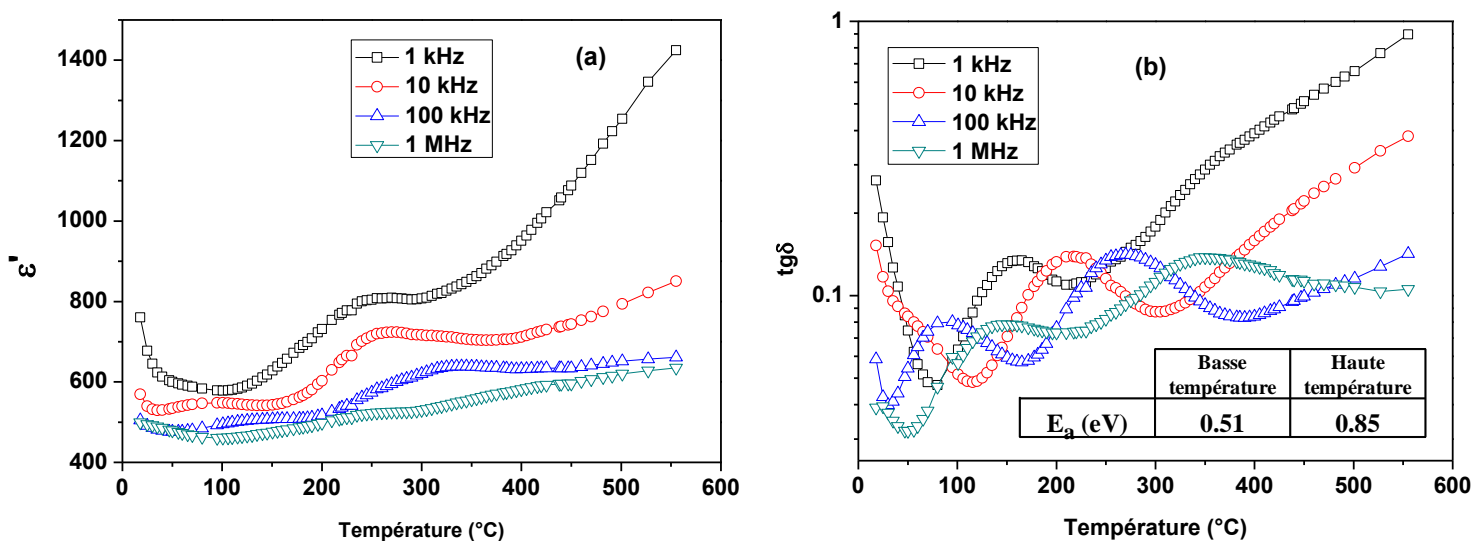 1400
1200
1000
800
600
400
ε'
1 kHz
10 kHz
100 kHz
1 MHz
(a)
0 100 200 300 400 500 600
Température (°C)
1
0.1
tgδ
1 kHz
10 kHz
100 kHz
1 MHz
(b)
Basse température
Haute température
Ea (eV) 0.51 0.85
0 100 200 300 400 500 600
Température (°C)